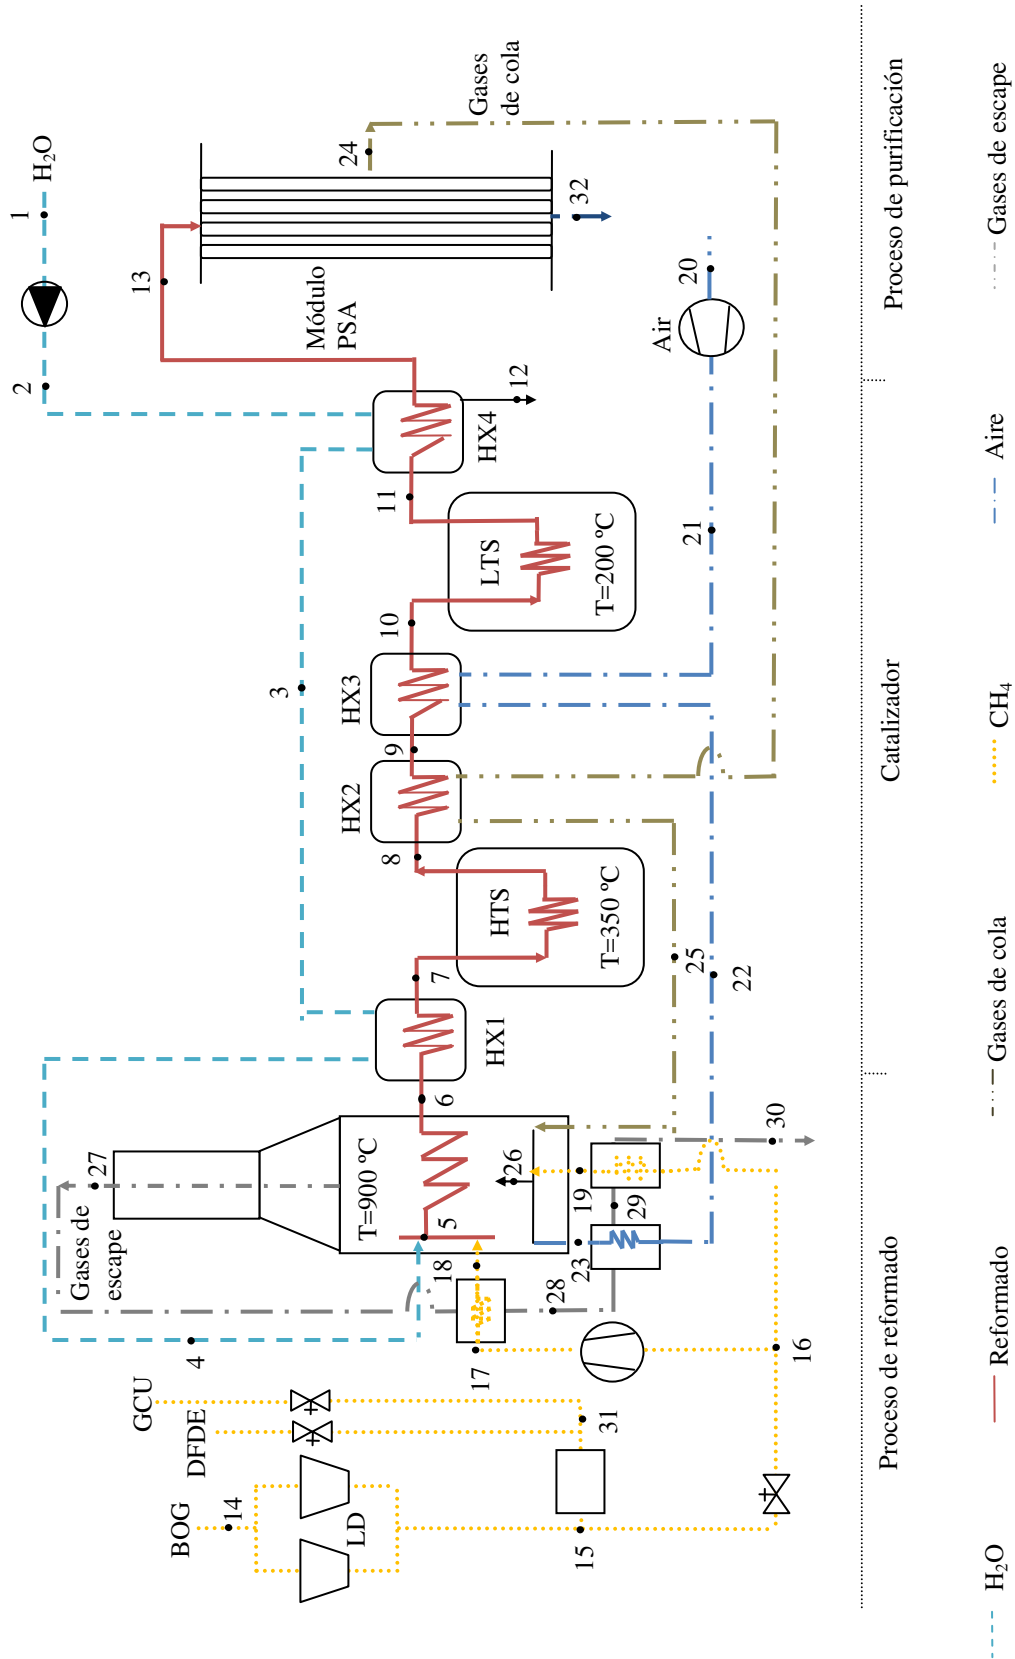 BOG
14
LD
GCU
DFDE
15
31
16
17
18
28
4
Gases de
escape
27
T=900 ºC
5
6
26
19
23
29
30
HX1
7
HTS
T=350 ºC
25
22
8
HX2
9
HX3
10
LTS
T=200 ºC
21
3
11
HX4
12
2
1
H₂O
13
Módulo
PSA
Air
20
24
Gases
de cola
32
Proceso de reformado
Catalizador
Proceso de purificación
H₂O
Reformado
Gases de cola
CH₄
Aire
Gases de escape